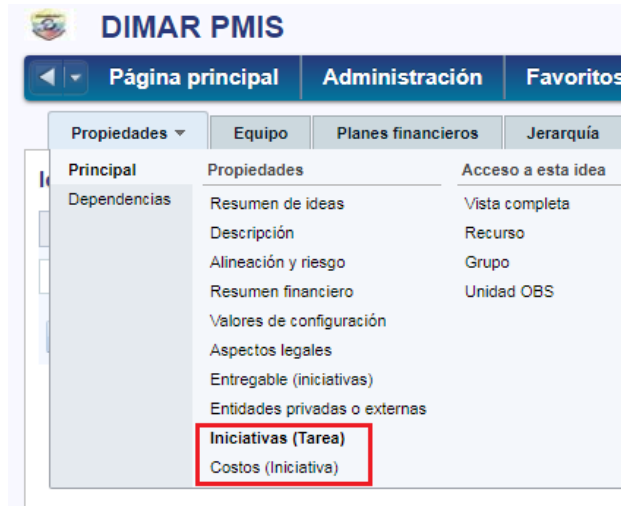 DIMAR PMIS
Página principal Administración Favoritos
Propiedades Equipo Planes financieros Jerarquía
Principal Propiedades Acceso a esta idea
Dependencias Resumen de ideas Vista completa
Descripción Recurso
Alineación y riesgo Grupo
Resumen financiero Unidad OBS
Valores de configuración
Aspectos legales
Entregable (iniciativas)
Entidades privadas o externas
Iniciativas (Tarea)
Costos (Iniciativa)